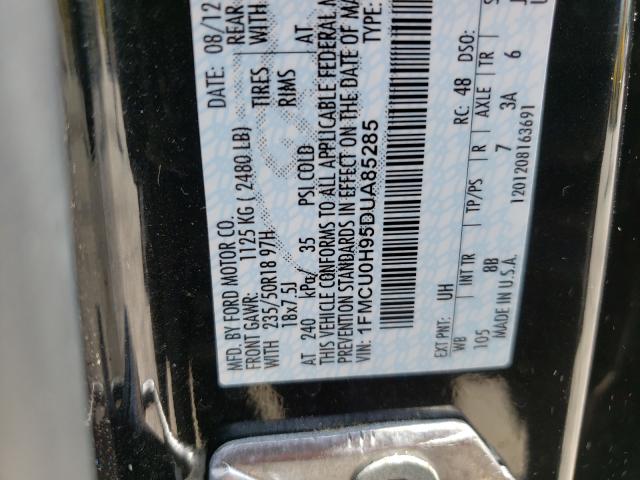 MFD. BY FORD MOTOR CO. DATE: 08/12
FRONT GAWR: 1125 KG ( 2480 LB) REAR
WITH 235/50R18 97H TIRES WITH
18x7.5J RIMS
AT 240 kPa/ 35 PSI COLD AT
THIS VEHICLE CONFORMS TO ALL APPLICABLE FEDERAL M
PREVENTION STANDARDS IN EFFECT ON THE DATE OF MA
VIN: 1FMCU0H95DUA85285 TYPE:
EXT PNT: UH RC: 48 DSO:
WB INT TR TP/PS R AXLE TR S
105 8B 7 3A 6
MADE IN U.S.A. 1201208163691